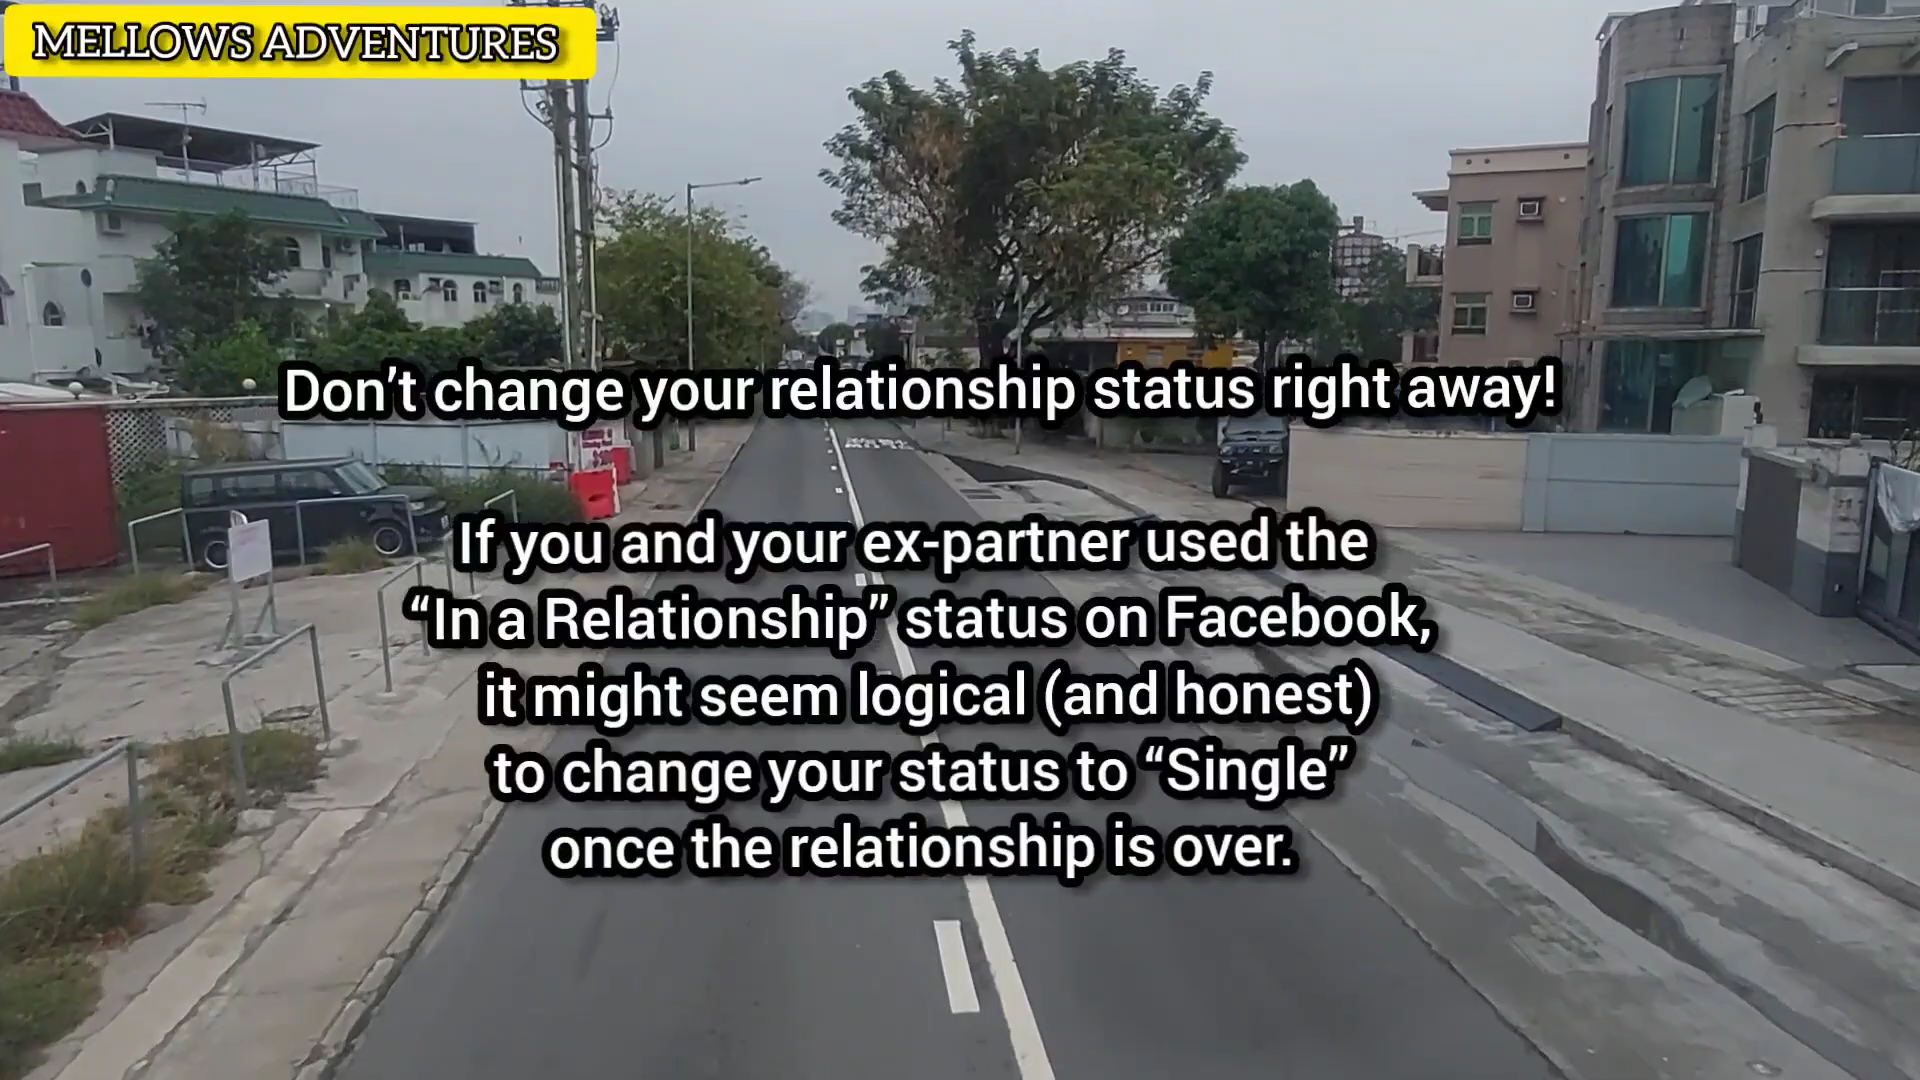 MELLOWS ADVENTURES
Don’t change your relationship status right away!
If you and your ex-partner used the
“In a Relationship” status on Facebook,
it might seem logical (and honest)
to change your status to “Single”
once the relationship is over.